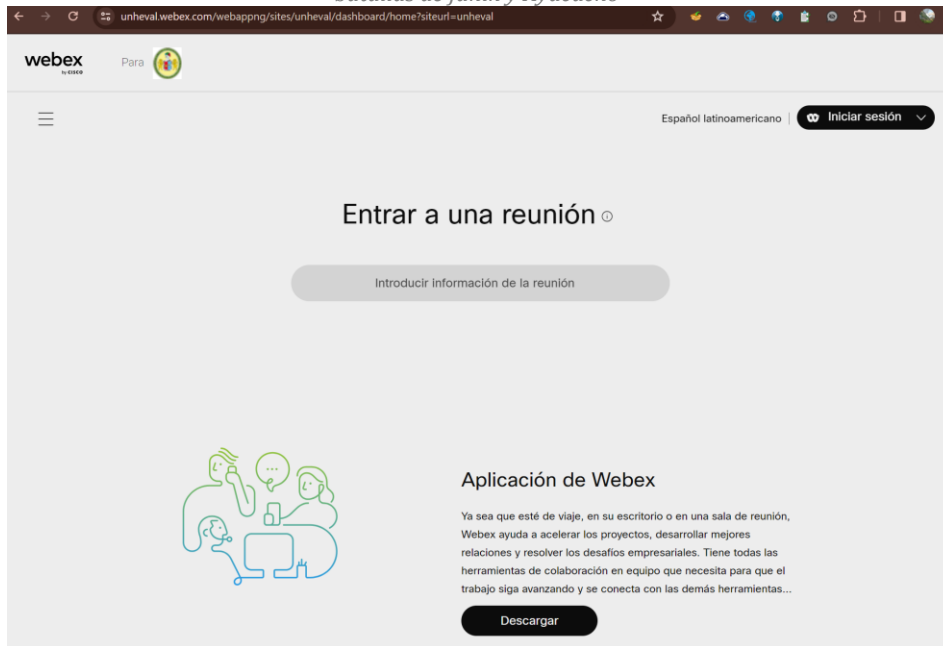 batallas de Junín y Ayacucho
unheval.webex.com/webappng/sites/unheval/dashboard/home?siteurl=unheval
webex
by CISCO
Para
Español latinoamericano
Iniciar sesión
Entrar a una reunión
Introducir información de la reunión
Aplicación de Webex
Ya sea que esté de viaje, en su escritorio o en una sala de reunión,
Webex ayuda a acelerar los proyectos, desarrollar mejores
relaciones y resolver los desafíos empresariales. Tiene todas las
herramientas de colaboración en equipo que necesita para que el
trabajo siga avanzando y se conecta con las demás herramientas...
Descargar